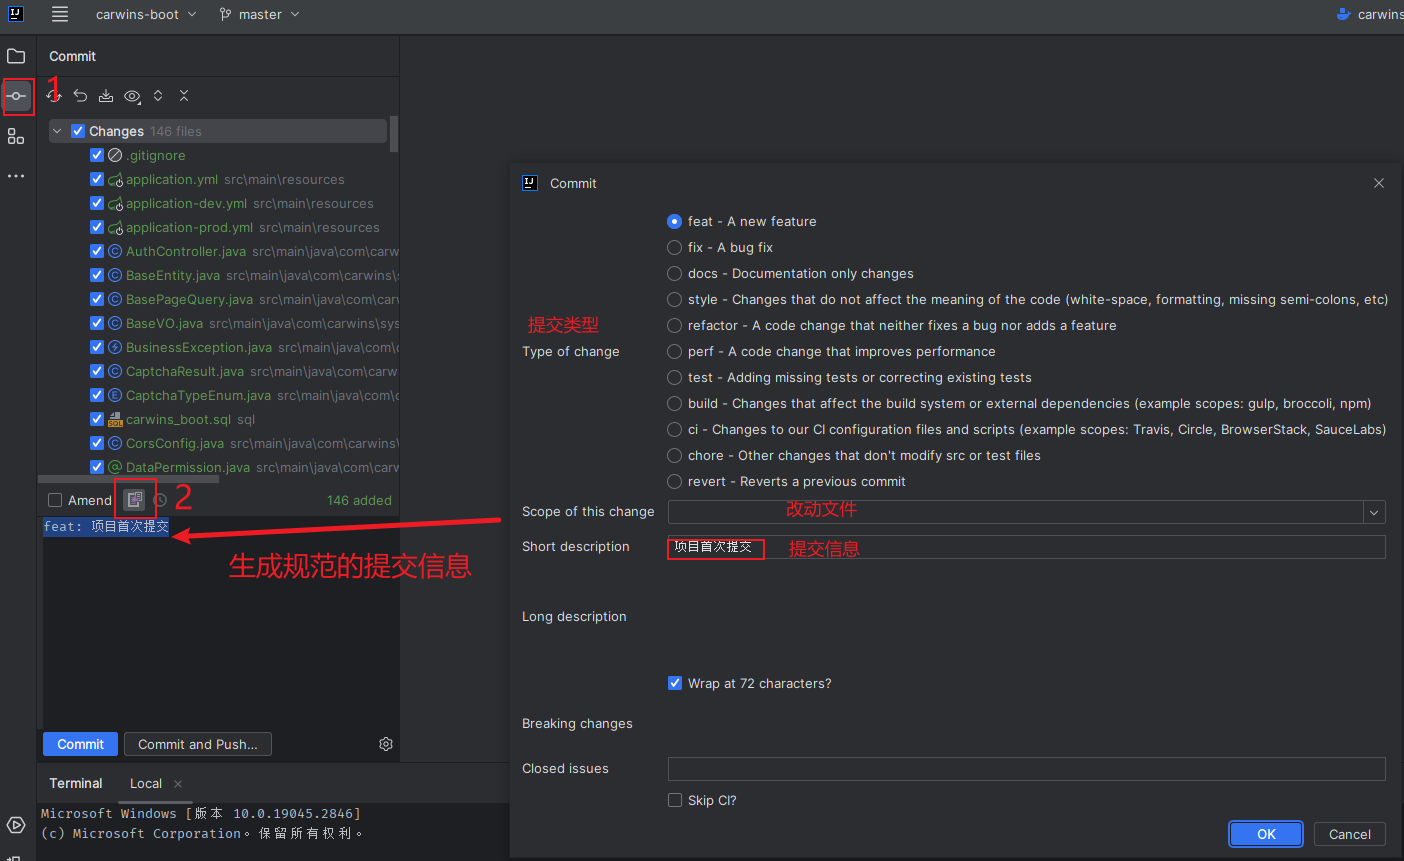 carwins-boot
master
carwins
Commit
1
Changes 146 files
.gitignore
application.yml src\main\resources
application-dev.yml src\main\resources
application-prod.yml src\main\resources
AuthController.java src\main\java\com\carw
BaseEntity.java src\main\java\com\carwins\
BasePageQuery.java src\main\java\com\carw
BaseVO.java src\main\java\com\carwins\sys
BusinessException.java src\main\java\com\c
CaptchaResult.java src\main\java\com\carw
CaptchaTypeEnum.java src\main\java\com\c
carwins_boot.sql sql
CorsConfig.java src\main\java\com\carwins\
DataPermission.java src\main\java\com\carw
Amend
2
146 added
feat: 项目首次提交
生成规范的提交信息
Commit
Commit and Push...
Terminal
Local
Microsoft Windows [版本 10.0.19045.2846]
(c) Microsoft Corporation。保留所有权利。
Commit
提交类型
Type of change
feat - A new feature
fix - A bug fix
docs - Documentation only changes
style - Changes that do not affect the meaning of the code (white-space, formatting, missing semi-colons, etc)
refactor - A code change that neither fixes a bug nor adds a feature
perf - A code change that improves performance
test - Adding missing tests or correcting existing tests
build - Changes that affect the build system or external dependencies (example scopes: gulp, broccoli, npm)
ci - Changes to our CI configuration files and scripts (example scopes: Travis, Circle, BrowserStack, SauceLabs)
chore - Other changes that don't modify src or test files
revert - Reverts a previous commit
Scope of this change
改动文件
Short description
项目首次提交
提交信息
Long description
Wrap at 72 characters?
Breaking changes
Closed issues
Skip CI?
OK
Cancel